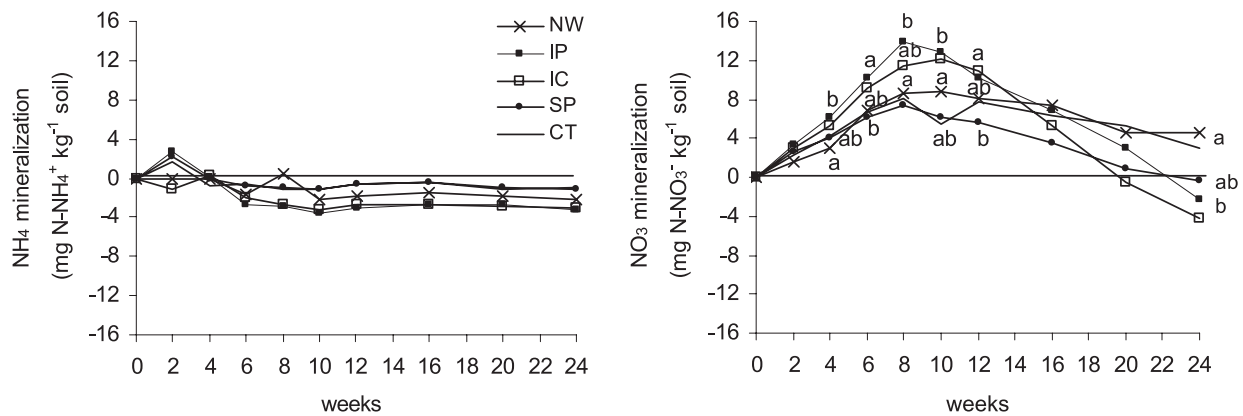 NH4 mineralization
(mg N-NH4+ kg-1 soil)
16
12
8
4
0
-4
-8
-12
-16
NW
IP
IC
SP
CT
0 2 4 6 8 10 12 14 16 18 20 22 24
weeks
NO3 mineralization
(mg N-NO3- kg-1 soil)
16
12
8
4
0
-4
-8
-12
-16
b b
a ab a
b a a ab ab
ab b ab b
a
a
ab
b
0 2 4 6 8 10 12 14 16 18 20 22 24
weeks